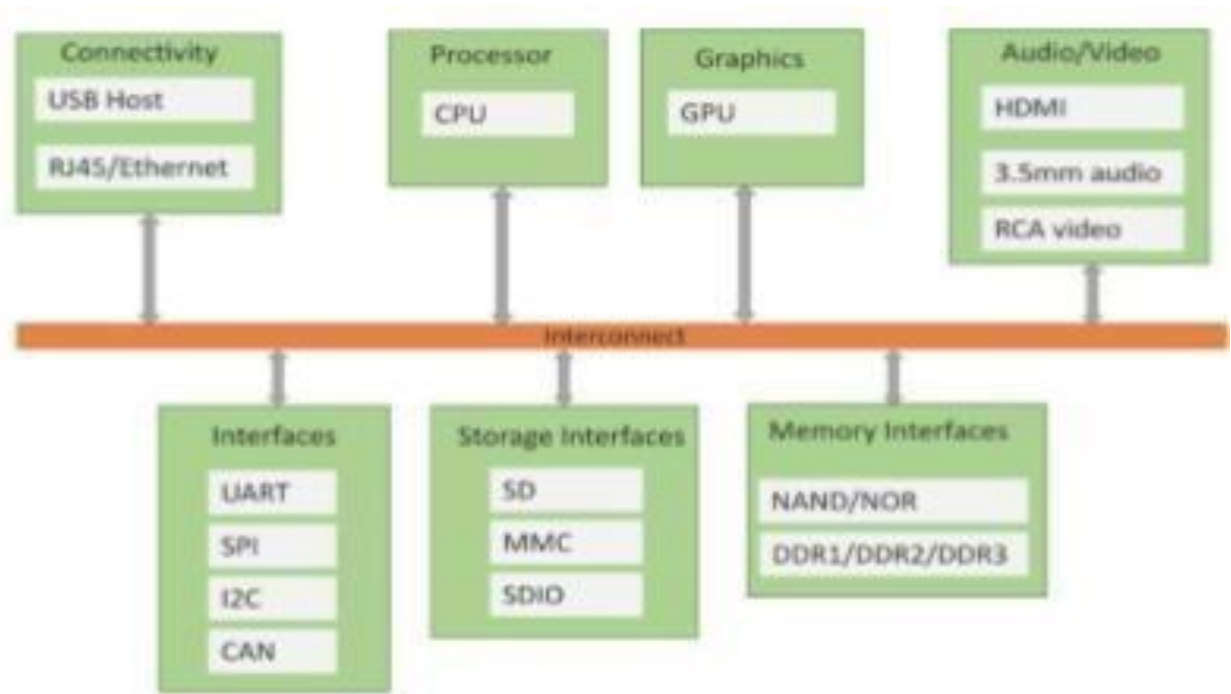 Connectivity
USB Host
RJ45/Ethernet
Processor
CPU
Graphics
GPU
Audio/Video
HDMI
3.5mm audio
RCA video
Interconnect
Interfaces
UART
SPI
I2C
CAN
Storage Interfaces
SD
MMC
SDIO
Memory Interfaces
NAND/NOR
DDR1/DDR2/DDR3